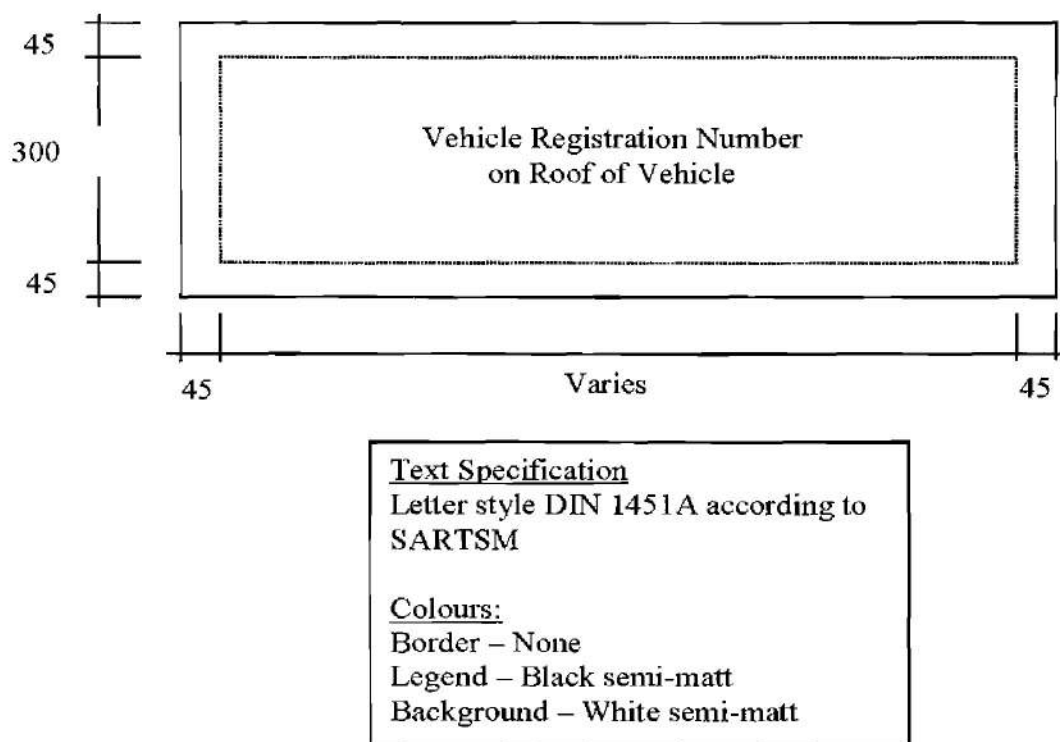 45
300
45
Vehicle Registration Number
on Roof of Vehicle
45
Varies
45
Text Specification
Letter style DIN 1451A according to
SARTSM
Colours:
Border – None
Legend – Black semi-matt
Background – White semi-matt